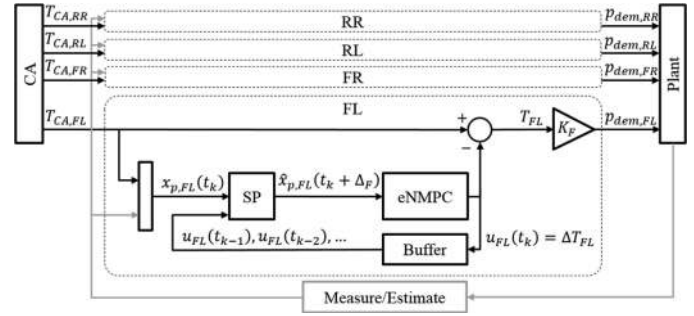 T_{CA,RR} RR p_{dem,RR}
T_{CA,RL} RL p_{dem,RL}
T_{CA,FR} FR p_{dem,FR}
CA Plant
T_{CA,FL} FL + T_{FL} K_F p_{dem,FL}
−
x_{p,FL}(t_k) SP x̂_{p,FL}(t_k + Δ_F) eNMPC
u_{FL}(t_{k−1}), u_{FL}(t_{k−2}), … Buffer u_{FL}(t_k) = ΔT_{FL}
Measure/Estimate